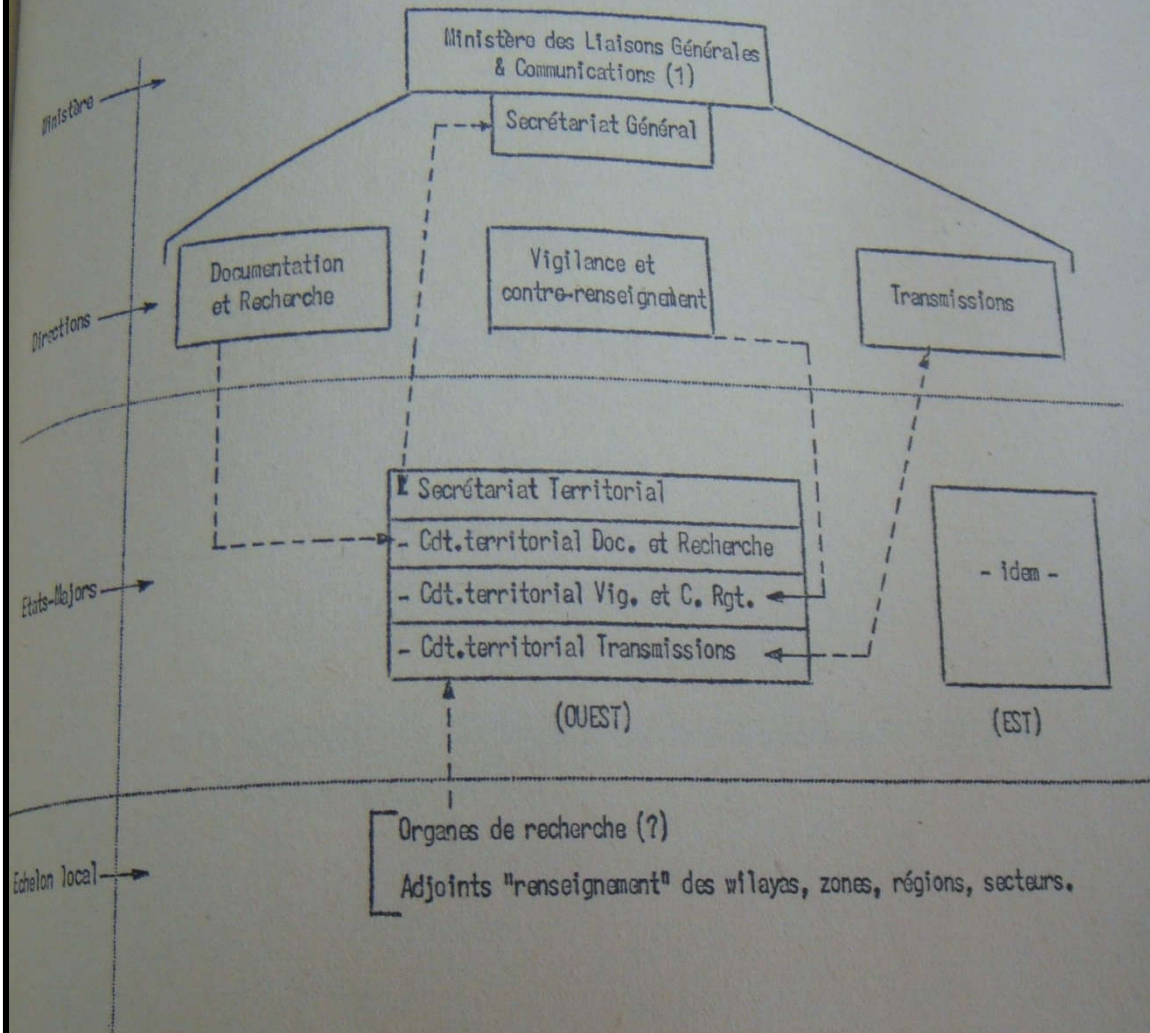 Ministère des Liaisons Générales
& Communications (1)
Ministère
Secrétariat Général
Documentation
et Recherche
Vigilance et
contre-renseignement
Transmissions
Directions
Secrétariat Territorial
- Cdt.territorial Doc. et Recherche
- Cdt.territorial Vig. et C. Rgt.
- Cdt.territorial Transmissions
Etats-Majors
- idem -
(OUEST)
(EST)
Organes de recherche (?)
Echelon local
Adjoints "renseignement" des wilayas, zones, régions, secteurs.